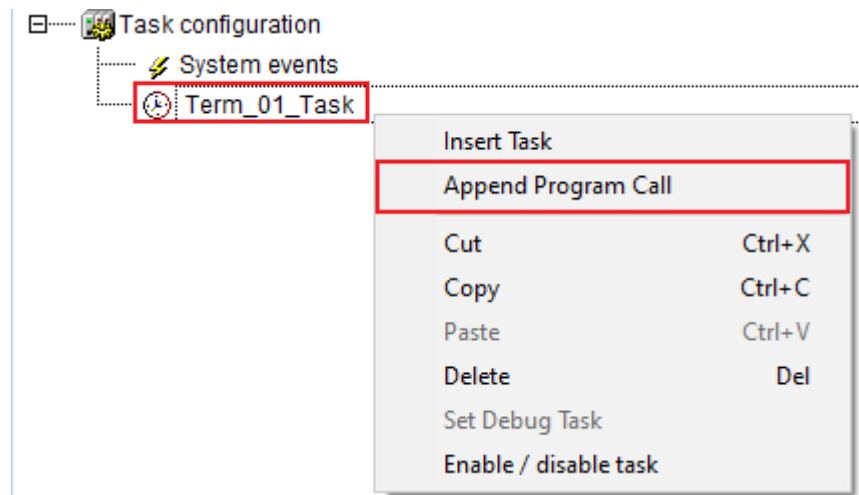 Task configuration
System events
Term_01_Task
Insert Task
Append Program Call
Cut Ctrl+X
Copy Ctrl+C
Paste Ctrl+V
Delete Del
Set Debug Task
Enable / disable task